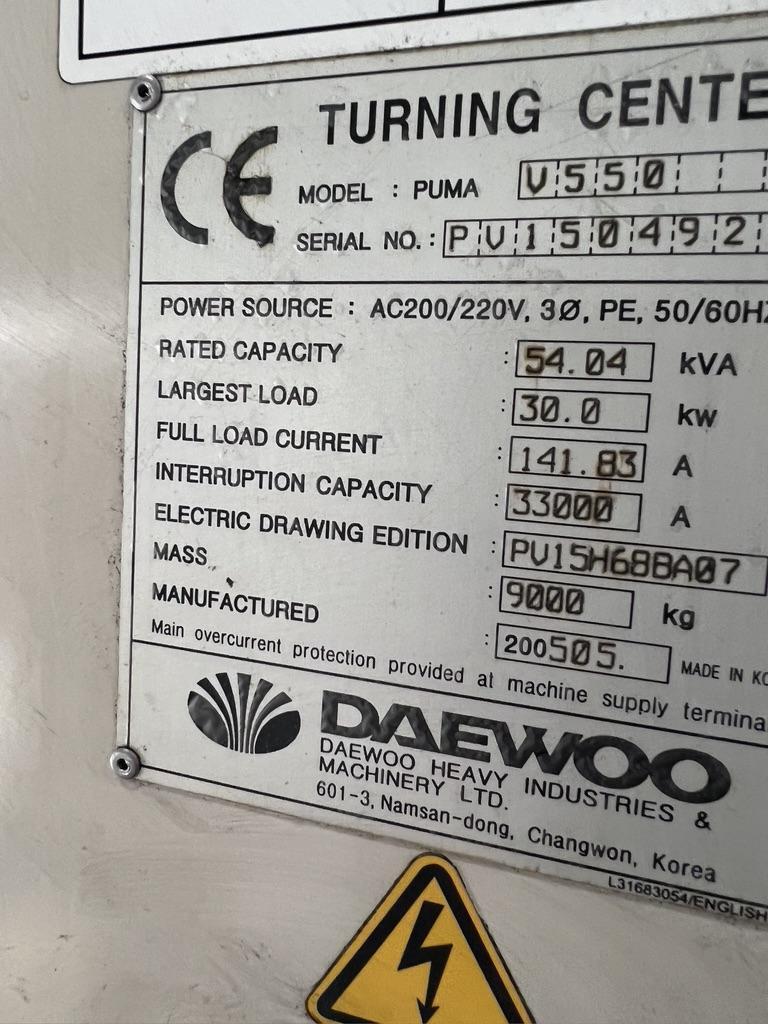 CE
TURNING CENTE
MODEL : PUMA V550
SERIAL NO. : PV150492
POWER SOURCE : AC200/220V, 3Ø, PE, 50/60HZ
RATED CAPACITY : 54.04 kVA
LARGEST LOAD : 30.0 kw
FULL LOAD CURRENT : 141.83 A
INTERRUPTION CAPACITY : 33000 A
ELECTRIC DRAWING EDITION : PV15H68BA07
MASS : 9000 kg
MANUFACTURED : 200505. MADE IN KO
Main overcurrent protection provided at machine supply termina
DAEWOO
DAEWOO HEAVY INDUSTRIES &
MACHINERY LTD.
601-3, Namsan-dong, Changwon, Korea
L31683054/ENGLISH